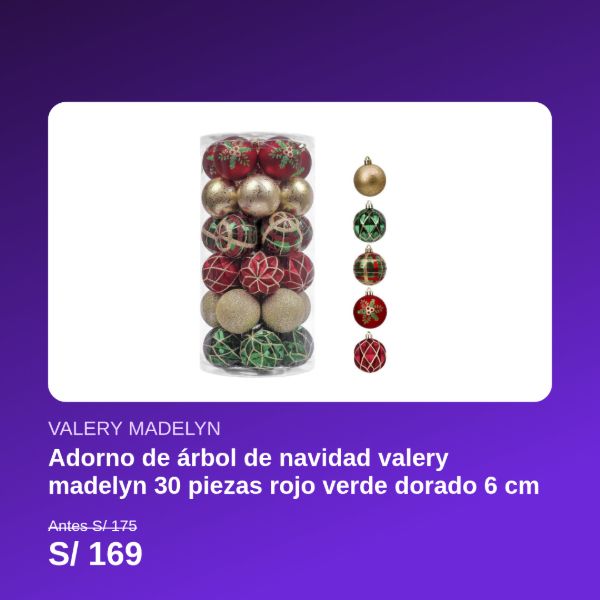 VALERY MADELYN
Adorno de árbol de navidad valery
madelyn 30 piezas rojo verde dorado 6 cm
Antes S/ 175
S/ 169